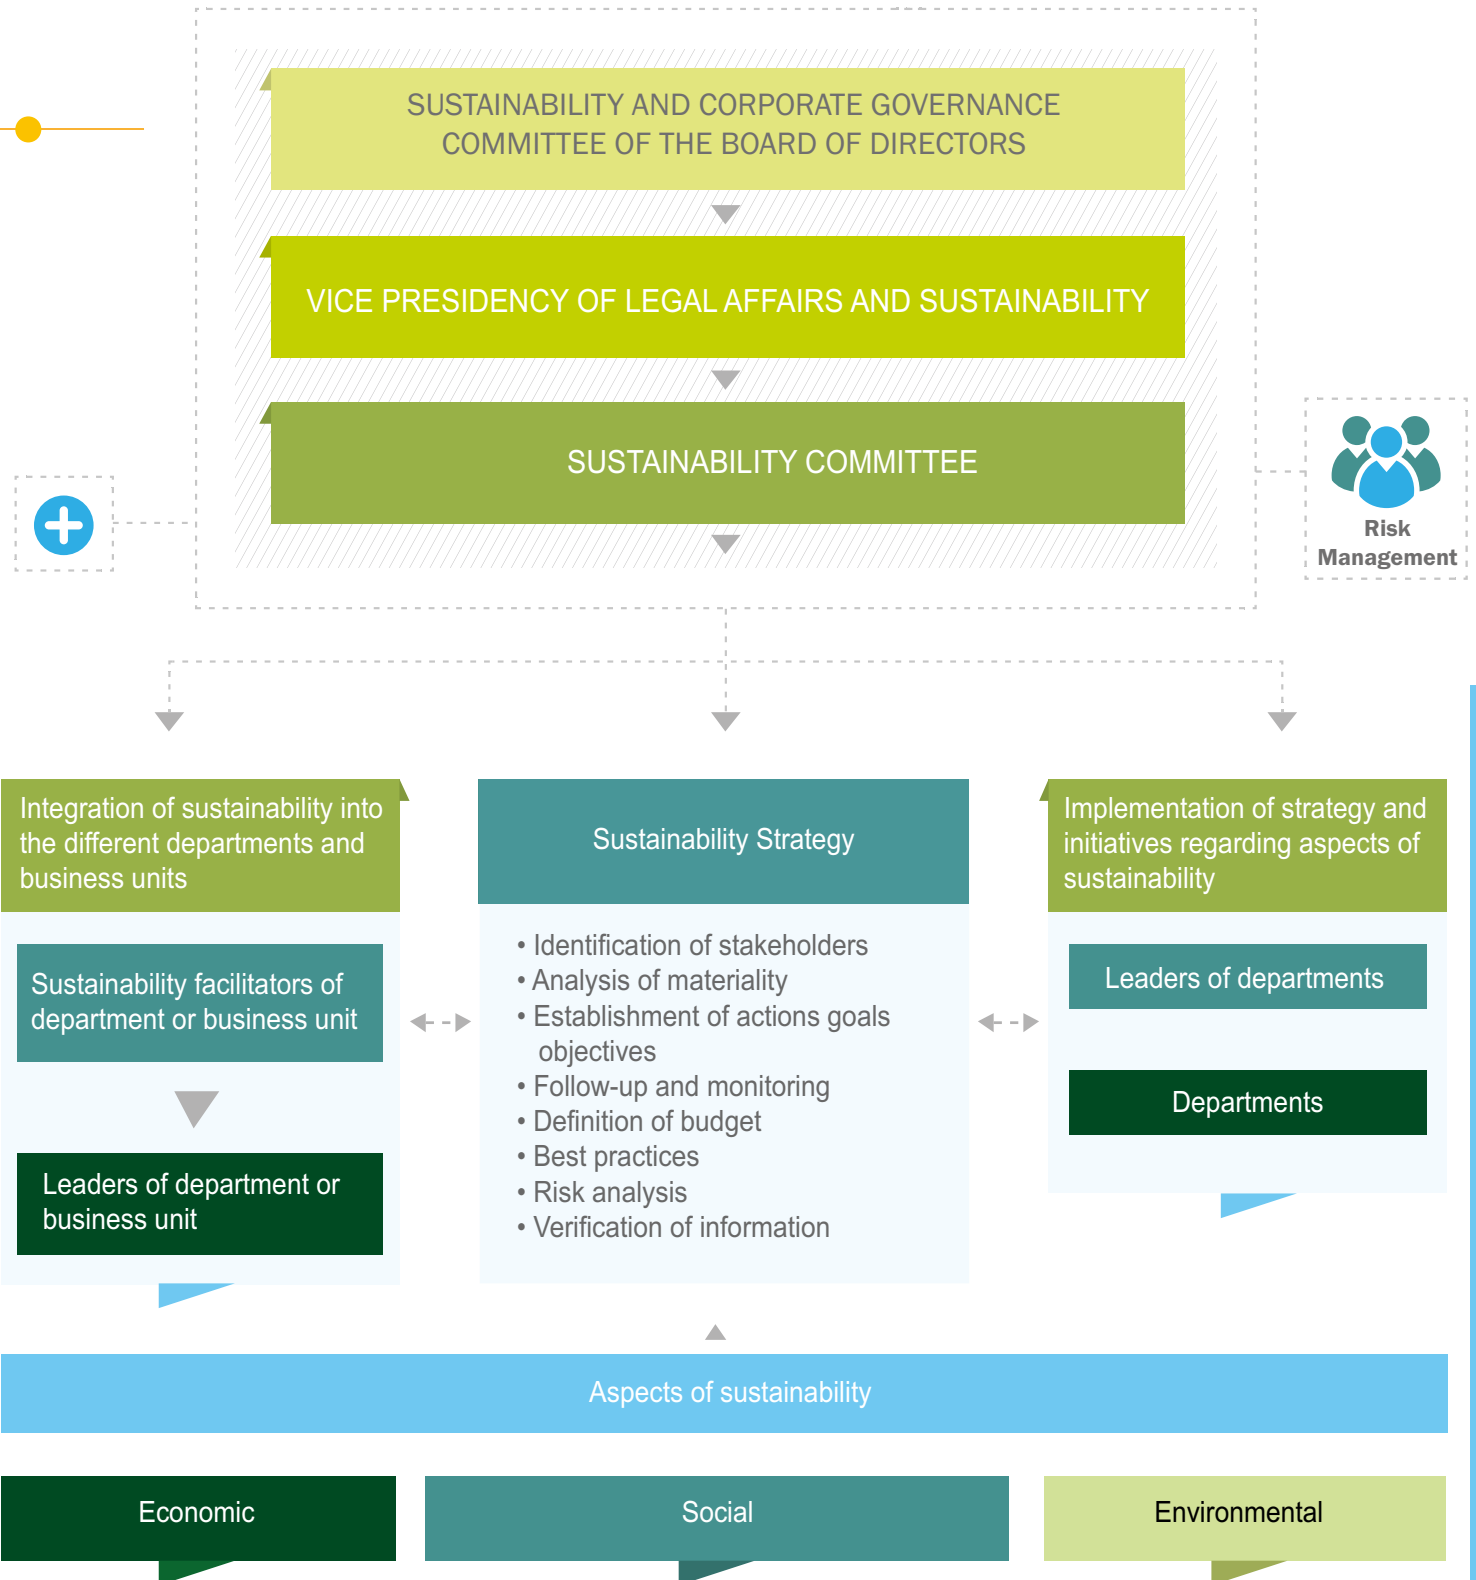 SUSTAINABILITY AND CORPORATE GOVERNANCE
COMMITTEE OF THE BOARD OF DIRECTORS
VICE PRESIDENCY OF LEGAL AFFAIRS AND SUSTAINABILITY
SUSTAINABILITY COMMITTEE
Risk
Management
Integration of sustainability into
the different departments and
business units
Sustainability facilitators of
department or business unit
Leaders of department or
business unit
Sustainability Strategy
• Identification of stakeholders
• Analysis of materiality
• Establishment of actions goals
objectives
• Follow-up and monitoring
• Definition of budget
• Best practices
• Risk analysis
• Verification of information
Implementation of strategy and
initiatives regarding aspects of
sustainability
Leaders of departments
Departments
Aspects of sustainability
Economic
Social
Environmental